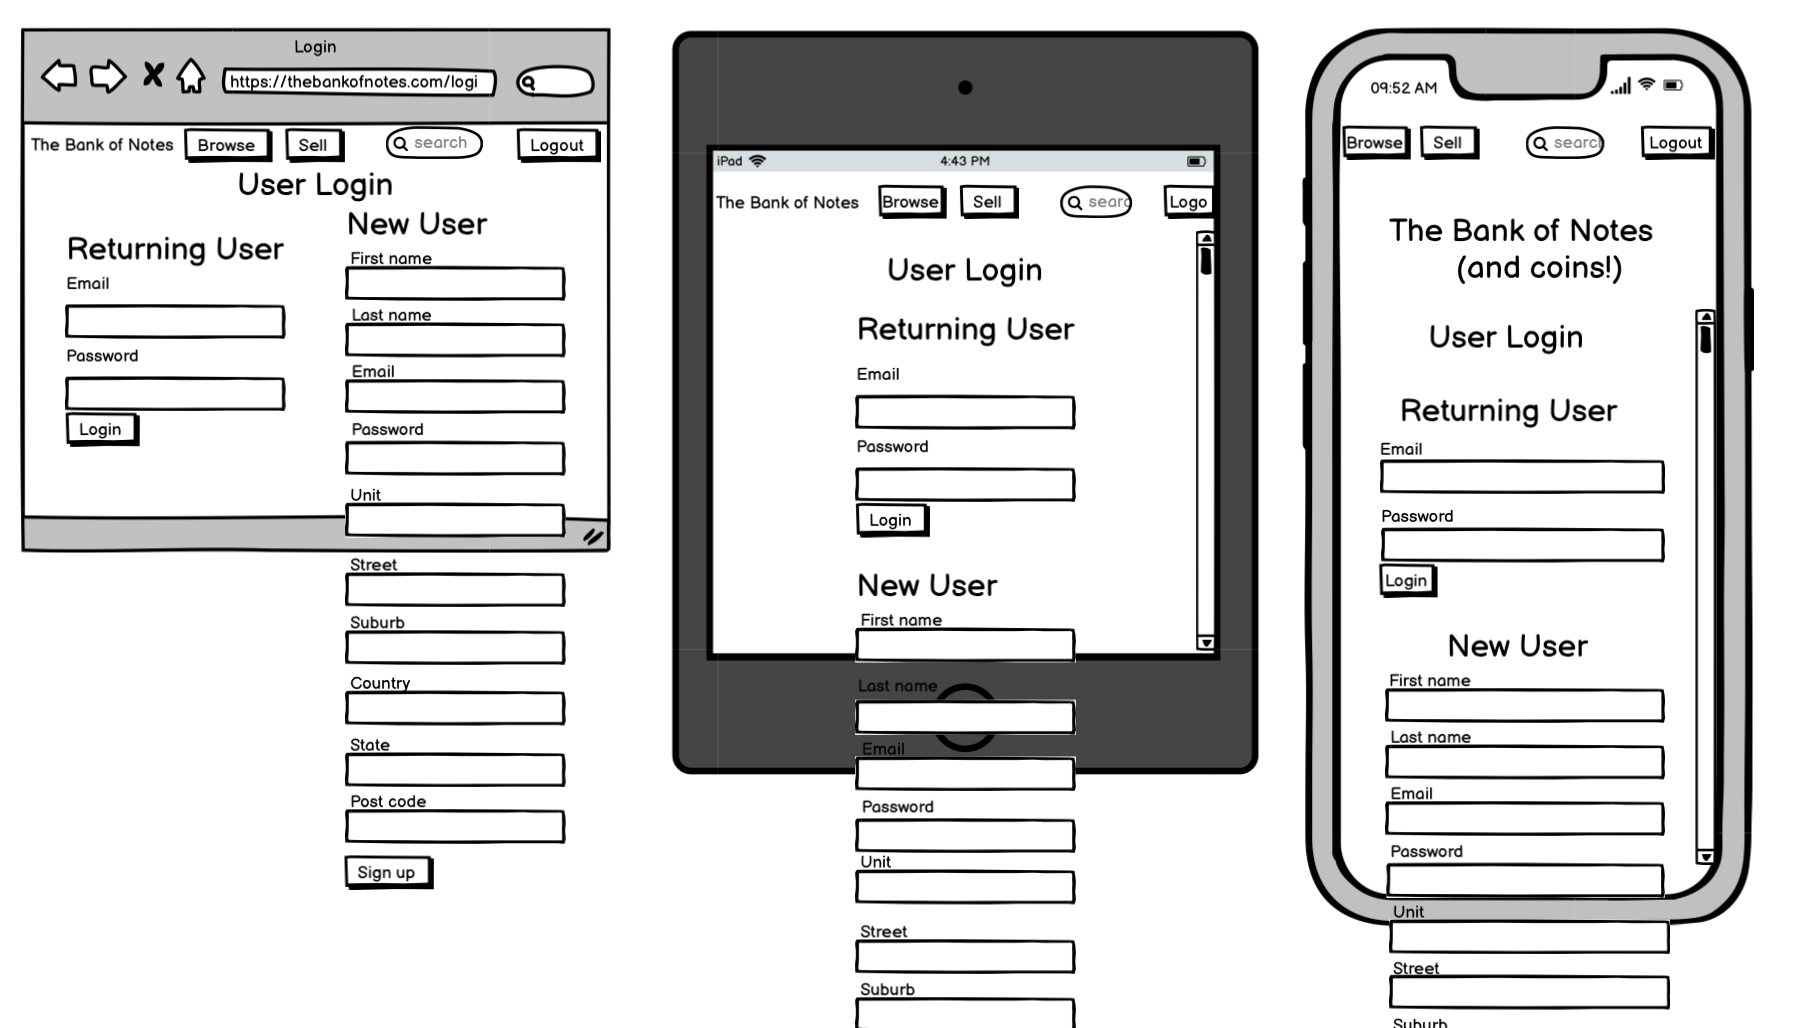 Login
https://thebankofnotes.com/logi
The Bank of Notes
Browse
Sell
search
Logout
User Login
Returning User
Email
Password
Login
New User
First name
Last name
Email
Password
Unit
Street
Suburb
Country
State
Post code
Sign up
iPad
4:43 PM
The Bank of Notes
Browse
Sell
searc
Logo
User Login
Returning User
Email
Password
Login
New User
First name
Last name
Email
Password
Unit
Street
Suburb
09:52 AM
Browse
Sell
search
Logout
The Bank of Notes
(and coins!)
User Login
Returning User
Email
Password
Login
New User
First name
Last name
Email
Password
Unit
Street
Suburb